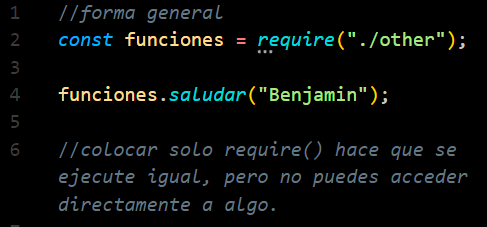 1 //forma general
2 const funciones = require("./other");
3
4 funciones.saludar("Benjamin");
5
6 //colocar solo require() hace que se
ejecute igual, pero no puedes acceder
directamente a algo.